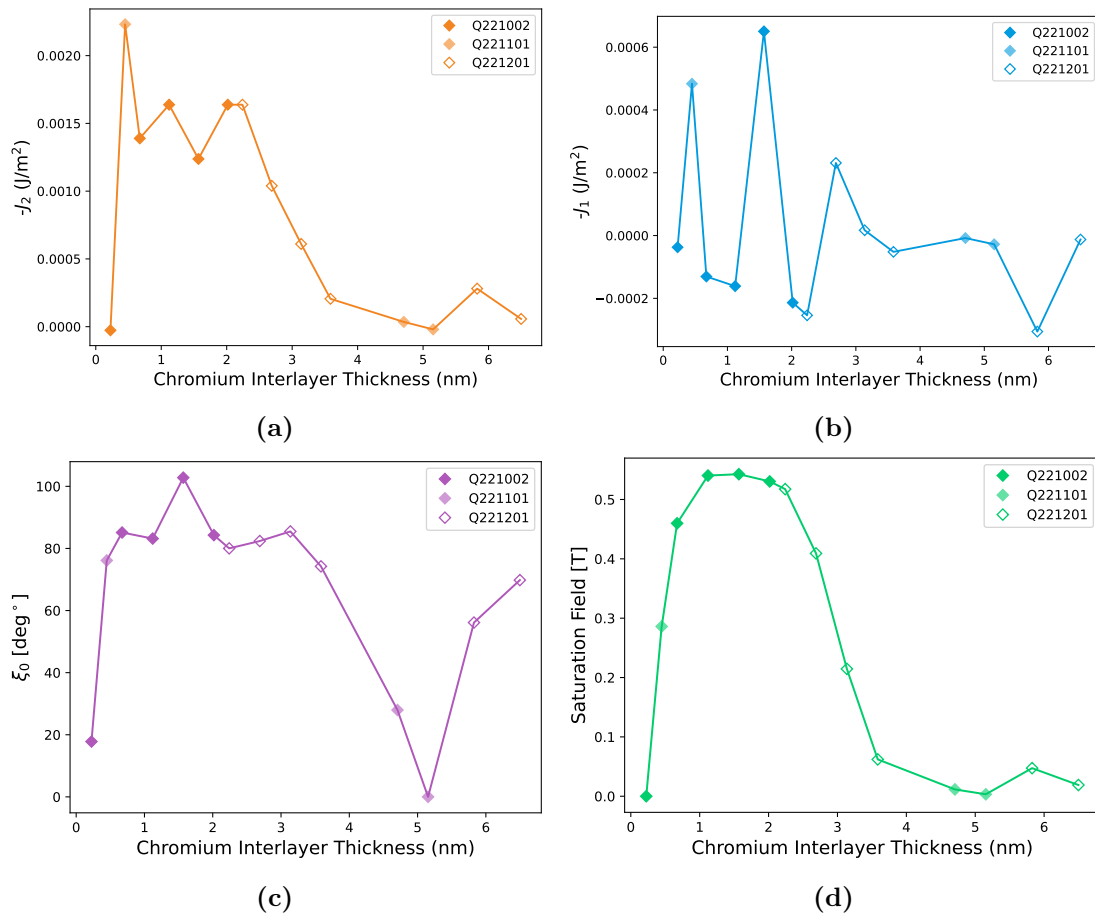 0.0020
0.0015
0.0010
0.0005
0.0000
-J₂ (J/m²)
0 1 2 3 4 5 6
Chromium Interlayer Thickness (nm)
Q221002
Q221101
Q221201
(a)
0.0006
0.0004
0.0002
0.0000
−0.0002
-J₁ (J/m²)
0 1 2 3 4 5 6
Chromium Interlayer Thickness (nm)
Q221002
Q221101
Q221201
(b)
100
80
60
40
20
0
ξ₀ [deg°]
0 1 2 3 4 5 6
Chromium Interlayer Thickness (nm)
Q221002
Q221101
Q221201
(c)
0.5
0.4
0.3
0.2
0.1
0.0
Saturation Field [T]
0 1 2 3 4 5 6
Chromium Interlayer Thickness (nm)
Q221002
Q221101
Q221201
(d)